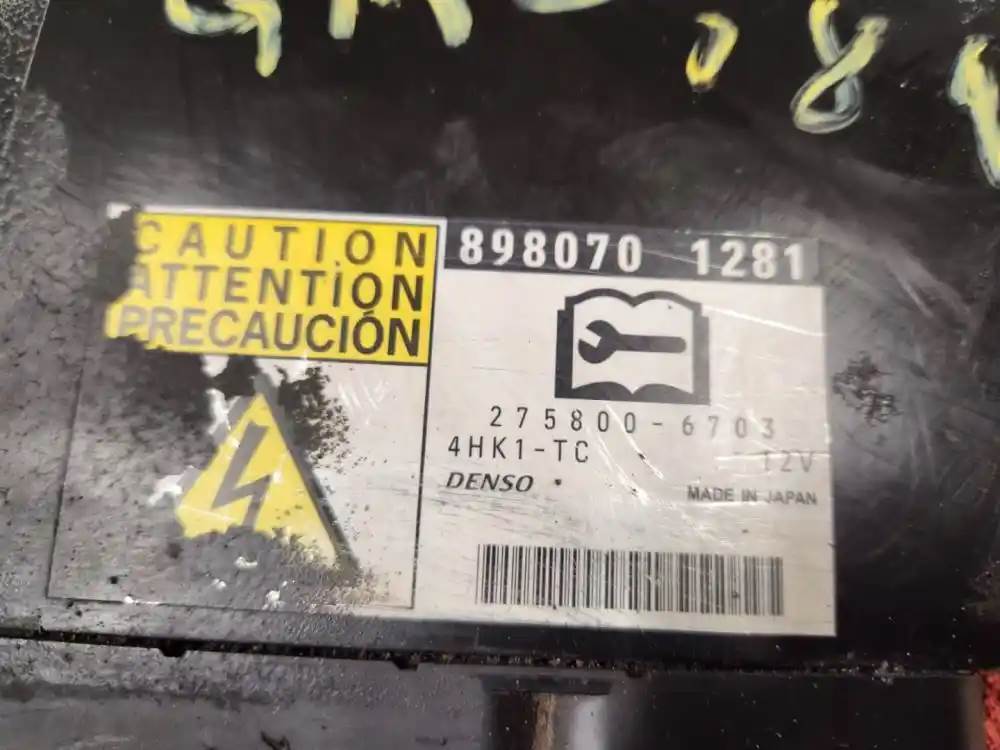 CAUTION
ATTENTION
PRECAUCIÓN
898070 1281
275800-6703
4HK1-TC
12V
DENSO
MADE IN JAPAN